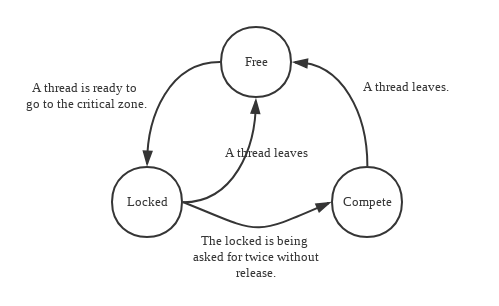 Free
A thread is ready to
go to the critical zone.
A thread leaves.
A thread leaves
Locked
Compete
The locked is being
asked for twice without
release.